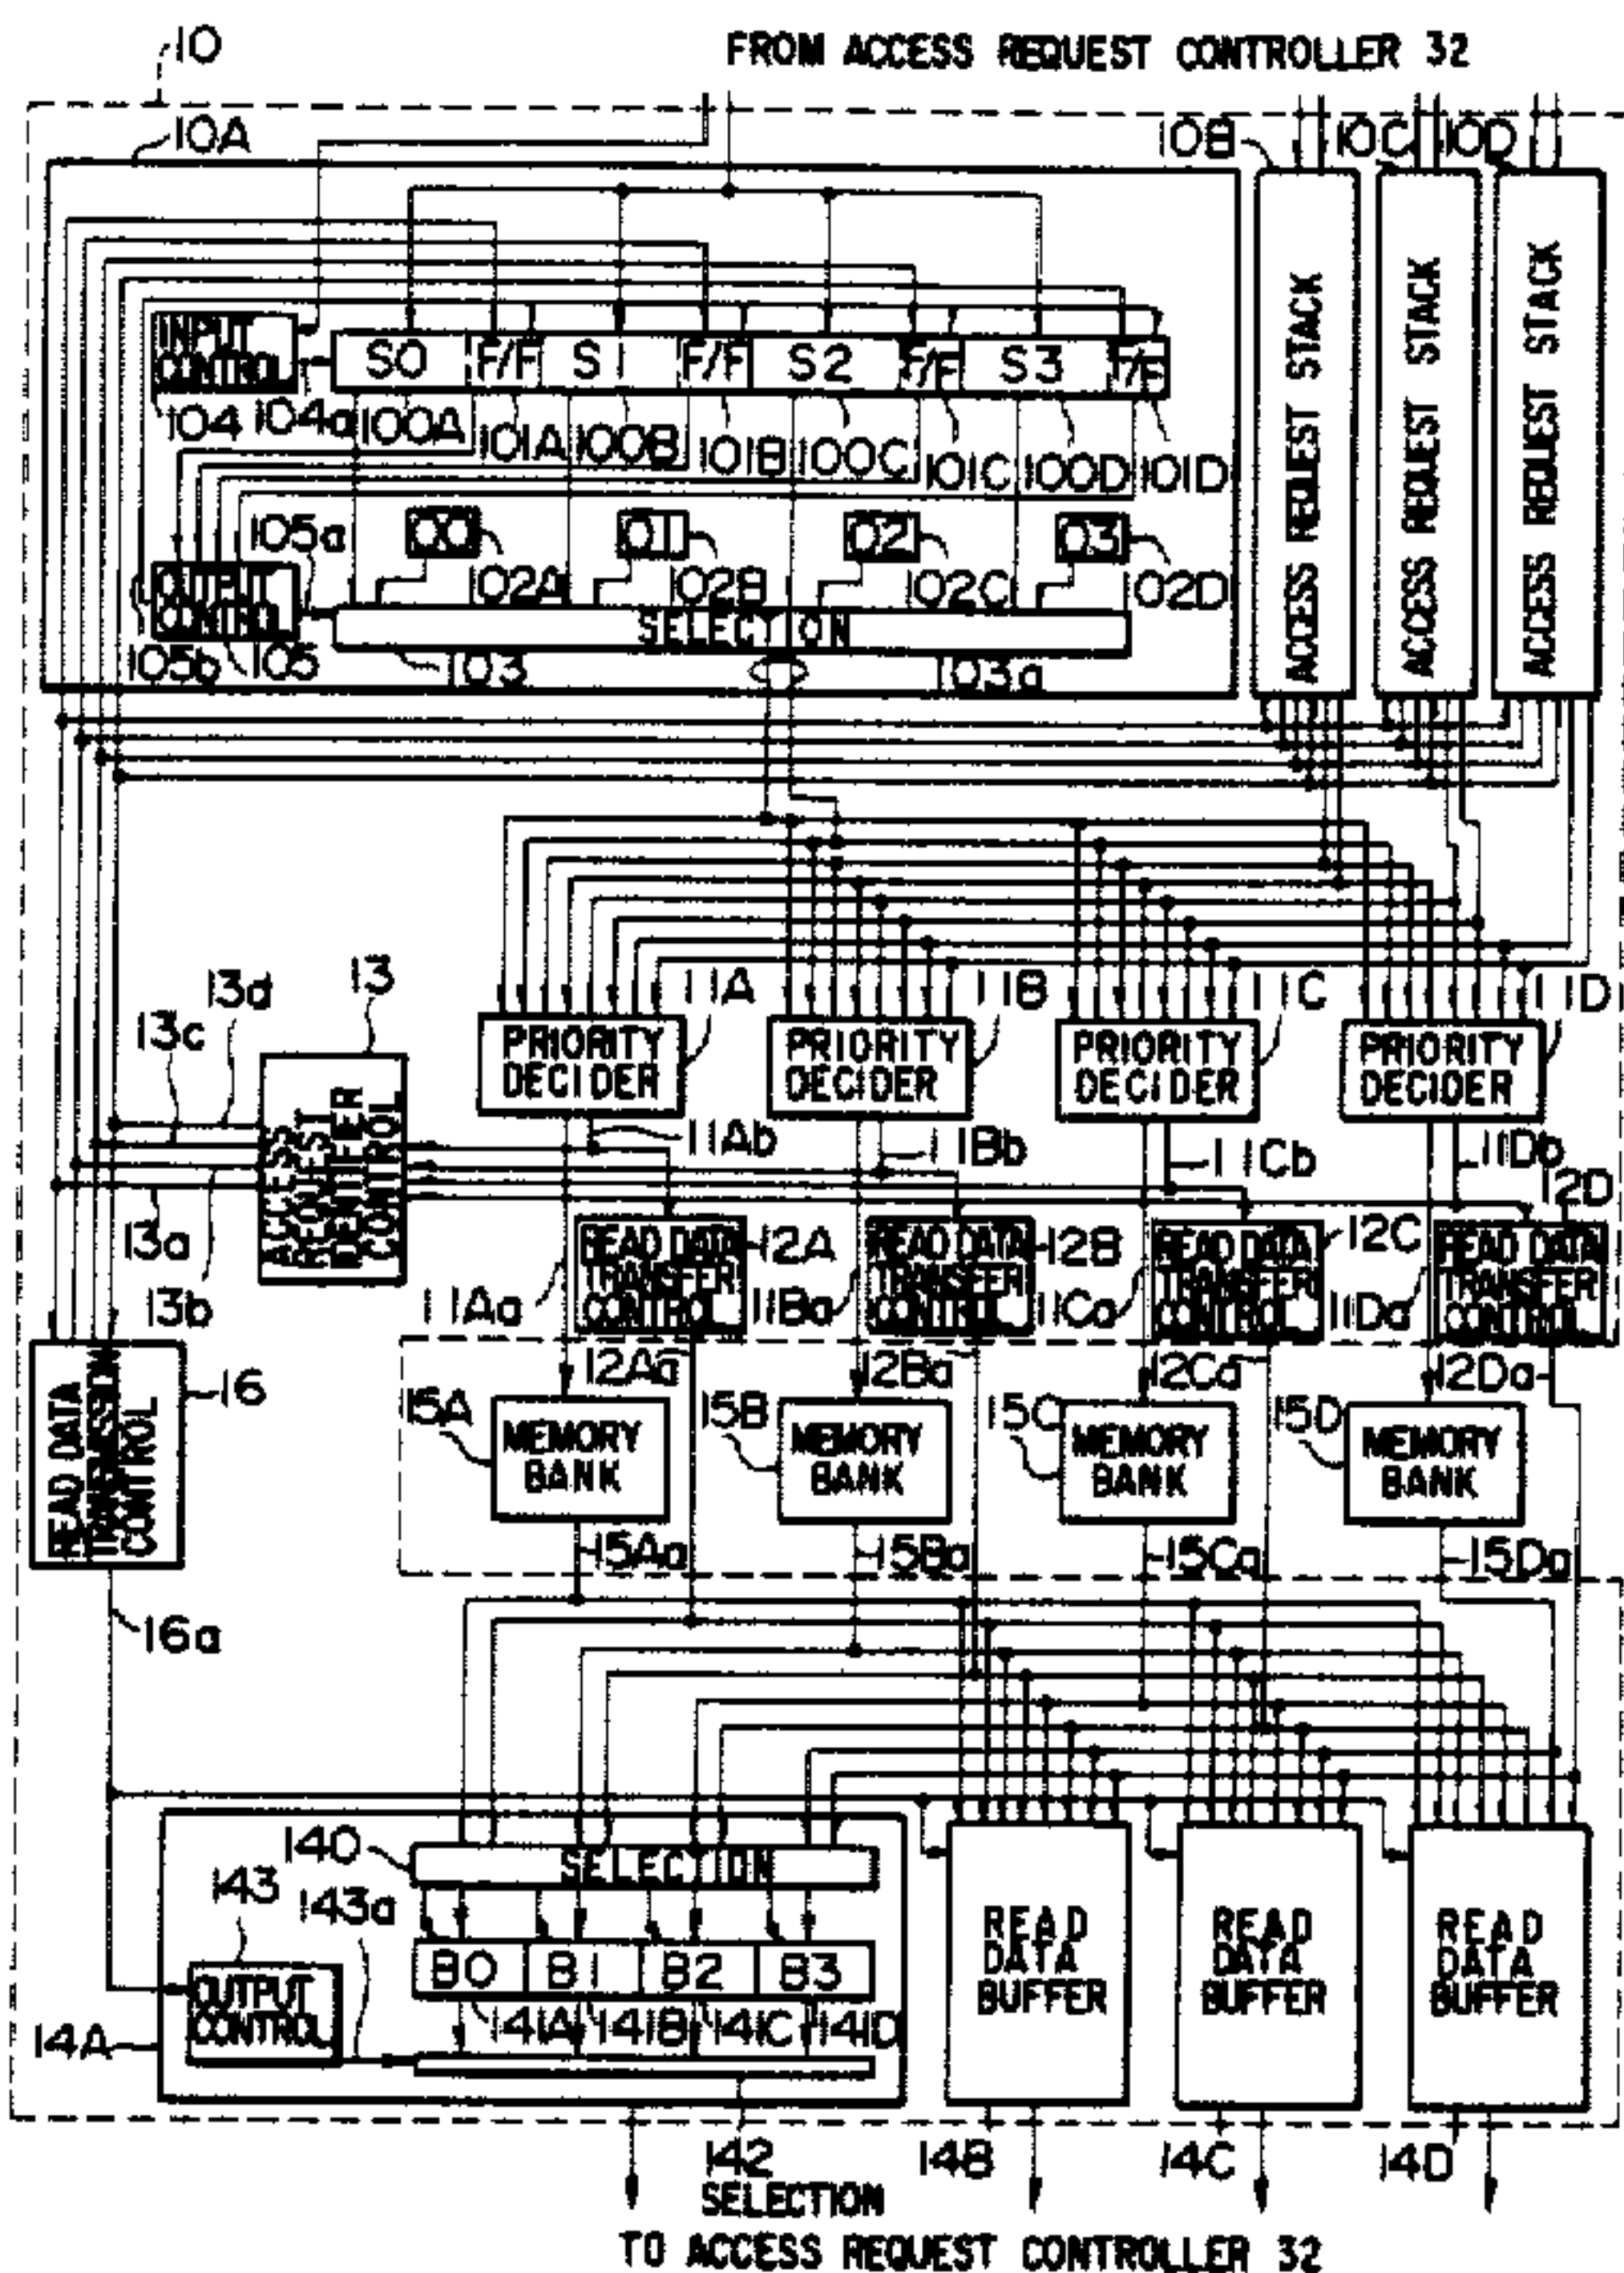 10
FROM ACCESS REQUEST CONTROLLER 32
10A
10B
10C
10D
INPUT
CONTROL
S0
F/F
S1
F/F
S2
F/F
S3
F/F
ACCESS REQUEST STACK
ACCESS REQUEST STACK
ACCESS REQUEST STACK
104
104a
100A
101A
100B
101B
100C
101C
100D
101D
105a
00
01
02
03
102A
102B
102C
102D
OUTPUT
CONTROL
SELECTION
105b
105
103
103a
13d
13
13c
11A
11B
11C
11D
PRIORITY
DECIDER
PRIORITY
DECIDER
PRIORITY
DECIDER
PRIORITY
DECIDER
ACCESS
REQUEST
IDENTIFIER
CONTROL
11Ab
11Bb
11Cb
11Db
12D
13a
13b
READ DATA
TRANSFER
CONTROL
12A
READ DATA
TRANSFER
CONTROL
12B
READ DATA
TRANSFER
CONTROL
12C
READ DATA
TRANSFER
CONTROL
11Aa
11Ba
11Ca
11Da
12Aa
12Ba
12Ca
12Da
READ DATA
TRANSMISSION
CONTROL
16
15A
MEMORY
BANK
15B
MEMORY
BANK
15C
MEMORY
BANK
15D
MEMORY
BANK
15Aa
15Ba
15Ca
15Da
16a
140
SELECTION
143
143a
B0
B1
B2
B3
OUTPUT
CONTROL
141A
141B
141C
141D
14A
READ
DATA
BUFFER
READ
DATA
BUFFER
READ
DATA
BUFFER
142
SELECTION
14B
14C
14D
TO ACCESS REQUEST CONTROLLER 32